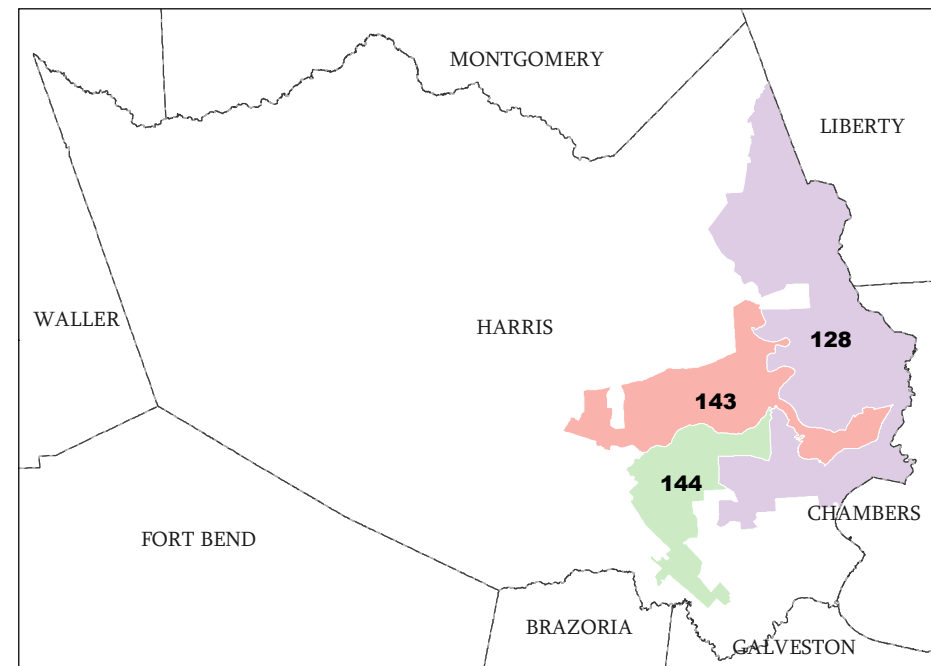 MONTGOMERY
LIBERTY
WALLER
HARRIS
128
143
144
CHAMBERS
FORT BEND
BRAZORIA
GALVESTON